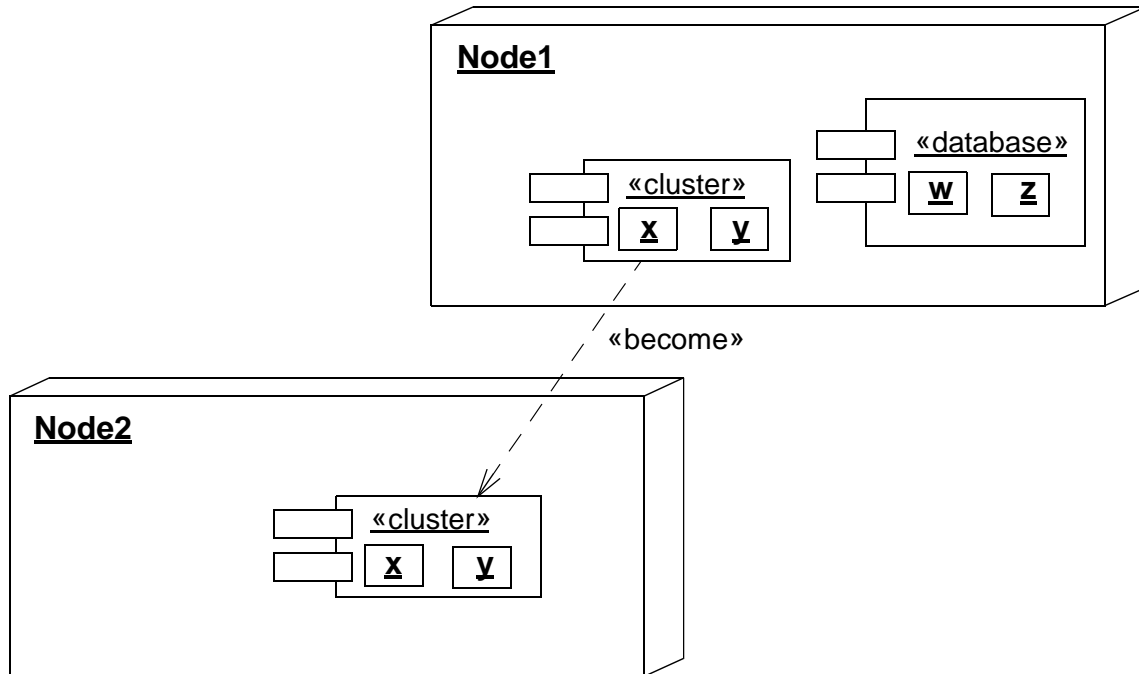 Node1
«database»
w z
«cluster»
x y
«become»
Node2
«cluster»
x y